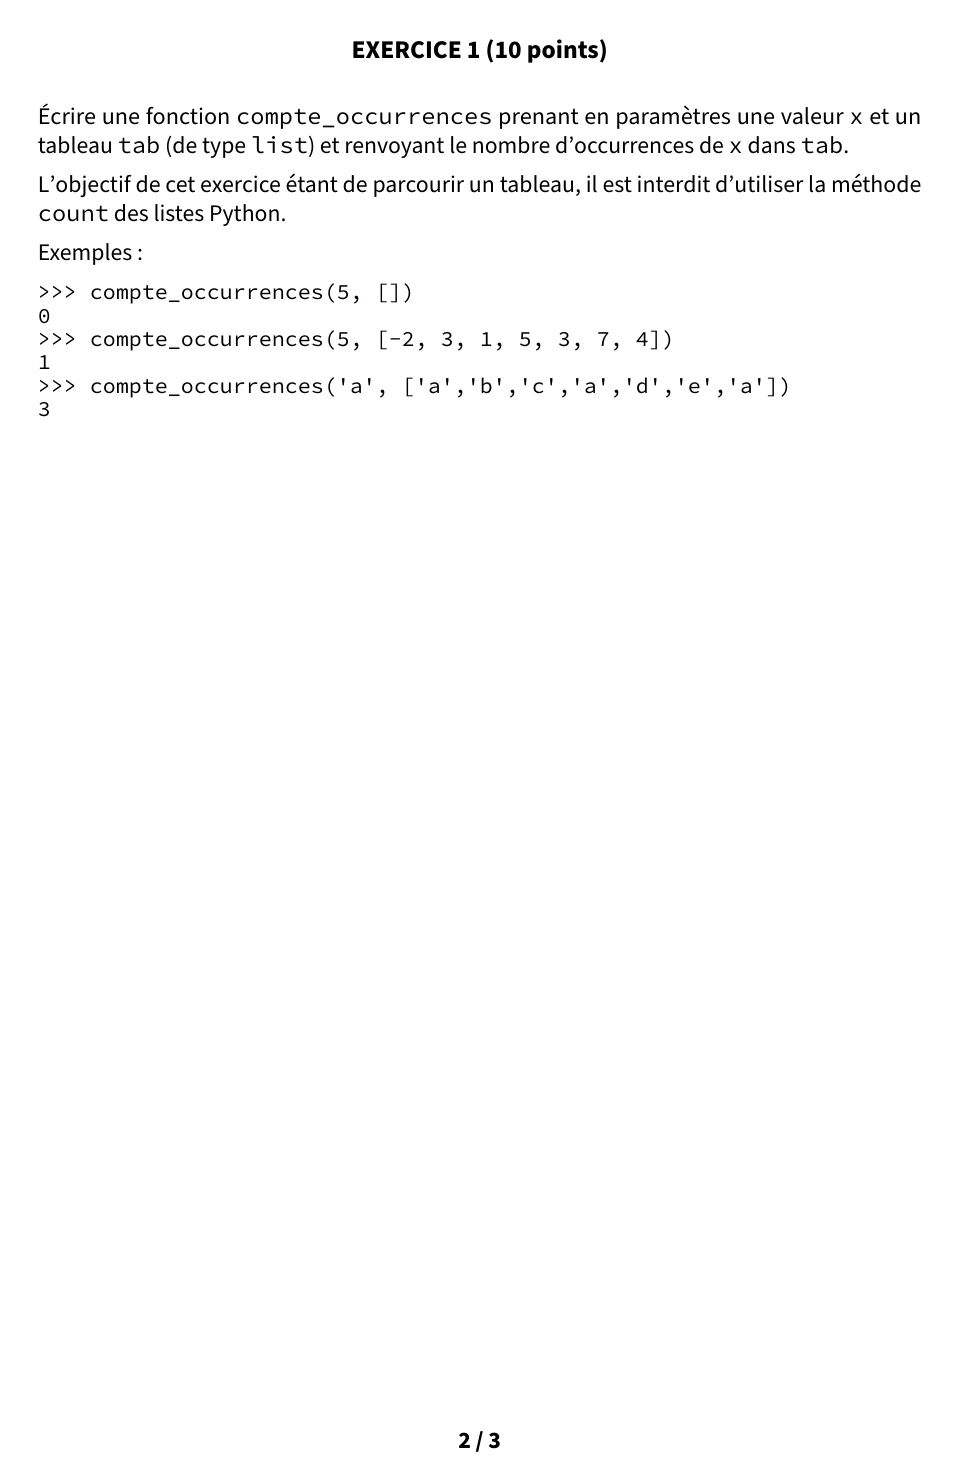 EXERCICE 1 (10 points)
Écrire une fonction compte_occurrences prenant en paramètres une valeur x et un
tableau tab (de type list) et renvoyant le nombre d’occurrences de x dans tab.
L’objectif de cet exercice étant de parcourir un tableau, il est interdit d’utiliser la méthode
count des listes Python.
Exemples :
>>> compte_occurrences(5, [])
0
>>> compte_occurrences(5, [-2, 3, 1, 5, 3, 7, 4])
1
>>> compte_occurrences('a', ['a','b','c','a','d','e','a'])
3
2 / 3